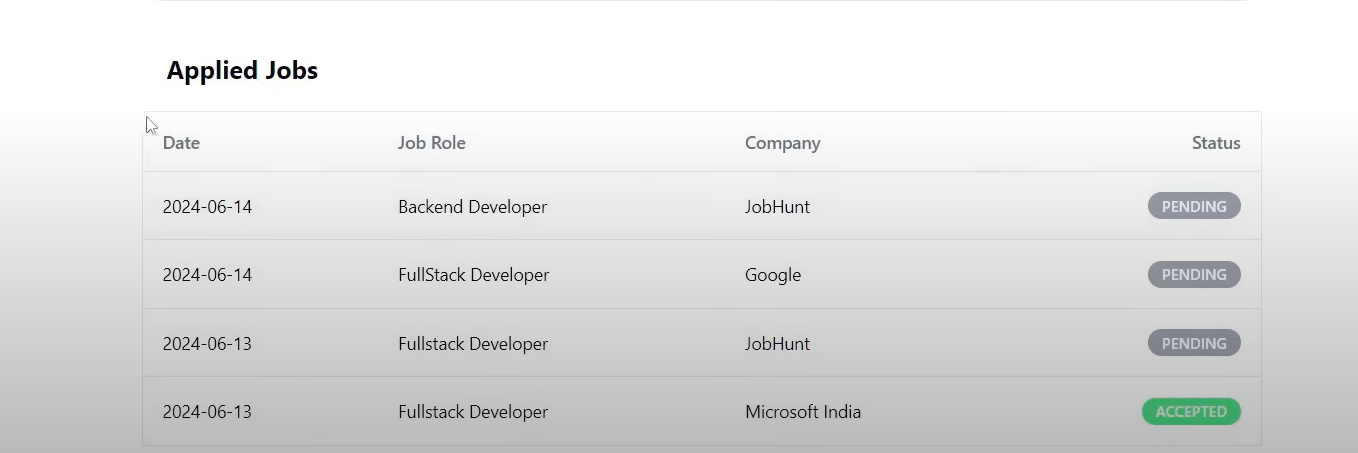 Applied Jobs
Date Job Role Company Status
2024-06-14 Backend Developer JobHunt PENDING
2024-06-14 FullStack Developer Google PENDING
2024-06-13 Fullstack Developer JobHunt PENDING
2024-06-13 Fullstack Developer Microsoft India ACCEPTED